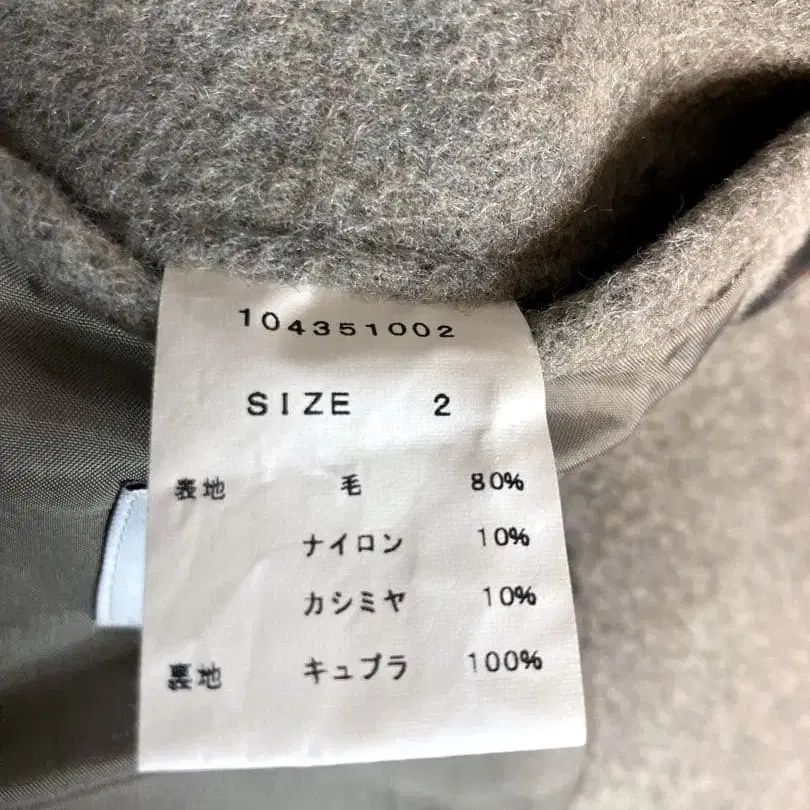 104351002
SIZE 2
表地 毛 80%
ナイロン 10%
カシミヤ 10%
裏地 キュプラ 100%